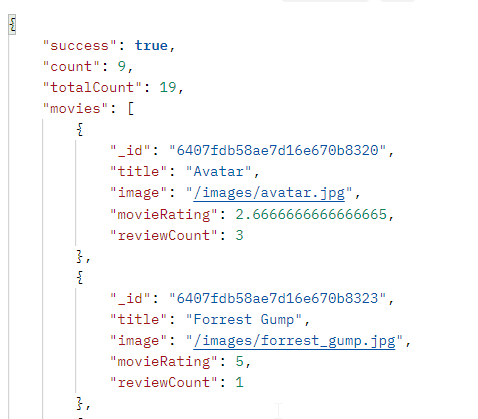 {
"success": true,
"count": 9,
"totalCount": 19,
"movies": [
{
"_id": "6407fdb58ae7d16e670b8320",
"title": "Avatar",
"image": "/images/avatar.jpg",
"movieRating": 2.6666666666666665,
"reviewCount": 3
},
{
"_id": "6407fdb58ae7d16e670b8323",
"title": "Forrest Gump",
"image": "/images/forrest_gump.jpg",
"movieRating": 5,
"reviewCount": 1
},